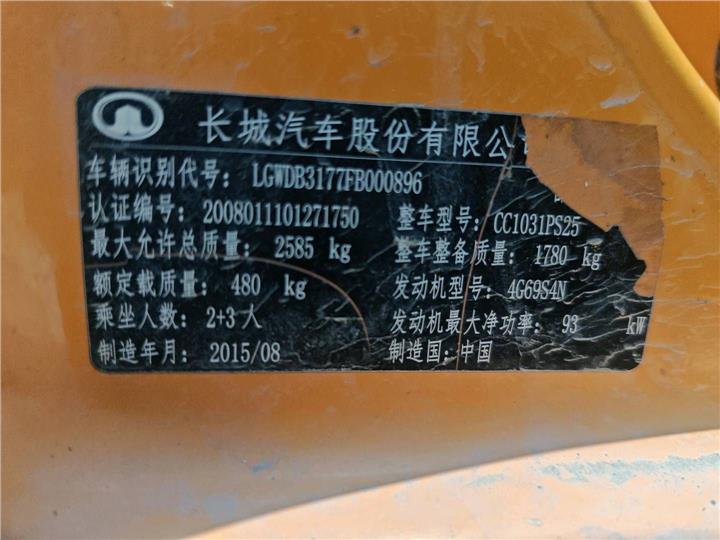 长城汽车股份有限公
车辆识别代号： LGWDB3177FB000896
认证编号： 2008011101271750 整车型号： CC1031PS25
最大允许总质量： 2585 kg 整车整备质量： 1780 kg
额定载质量： 480 kg 发动机型号： 4G69S4N
乘坐人数： 2+3 人 发动机最大净功率： 93 kW
制造年月： 2015/08 制造国： 中国